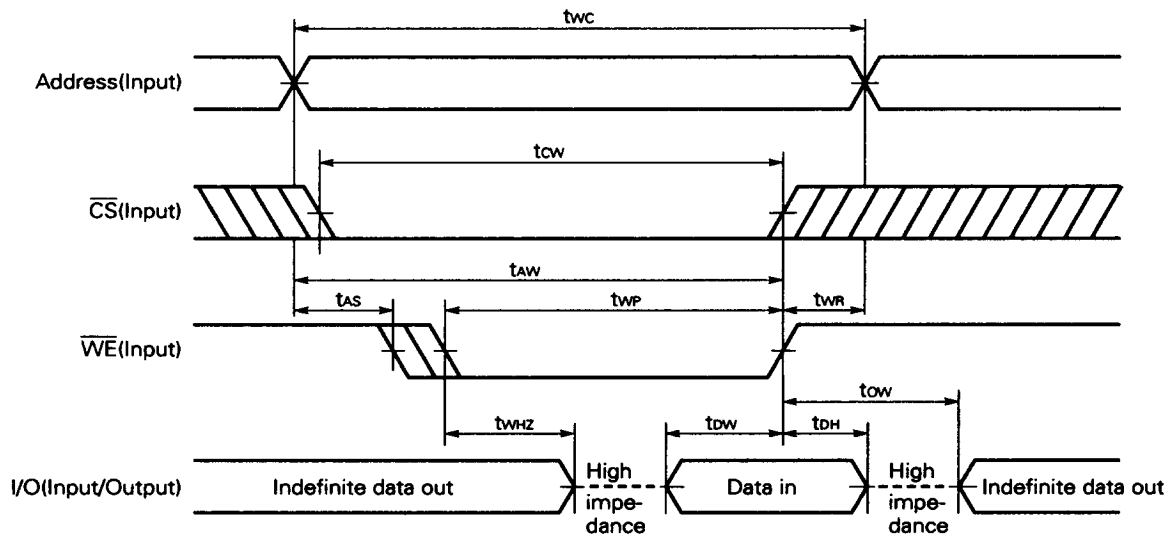 tWC
Address(Input)
tCW
CS(Input)
tAW
tAS
tWP
tWR
WE(Input)
tOW
tWHZ
tDW
tDH
I/O(Input/Output)
Indefinite data out
High
impe-
dance
Data in
High
impe-
dance
Indefinite data out